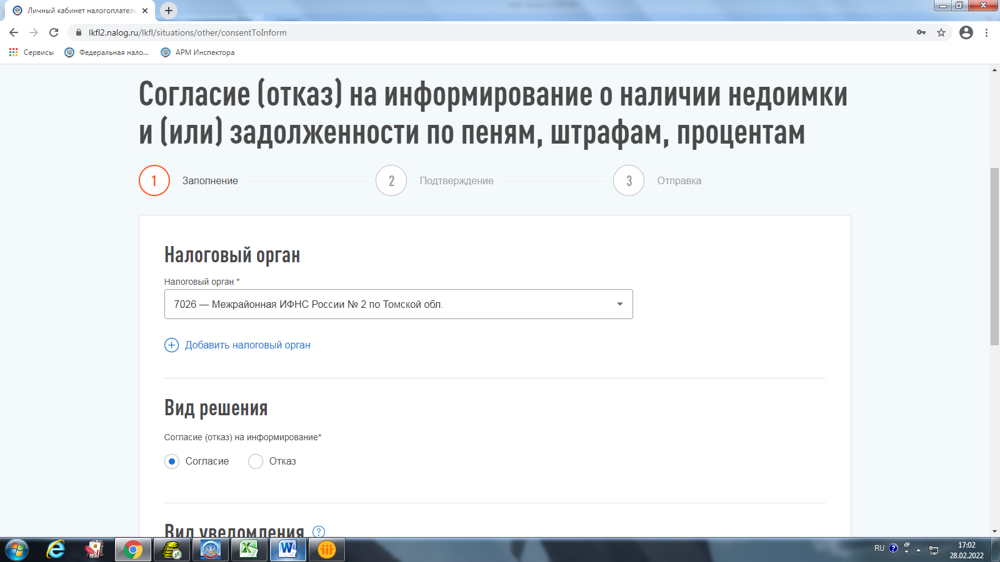 Личный кабинет налогоплатель
lkfl2.nalog.ru/lkfl/situations/other/consentToInform
Сервисы
Федеральная нало...
АРМ Инспектора
Согласие (отказ) на информирование о наличии недоимки
и (или) задолженности по пеням, штрафам, процентам
1 Заполнение
2 Подтверждение
3 Отправка
Налоговый орган
Налоговый орган *
7026 — Межрайонная ИФНС России № 2 по Томской обл.
Добавить налоговый орган
Вид решения
Согласие (отказ) на информирование*
Согласие
Отказ
Вид уведомления ?
RU
17:02
28.02.2022